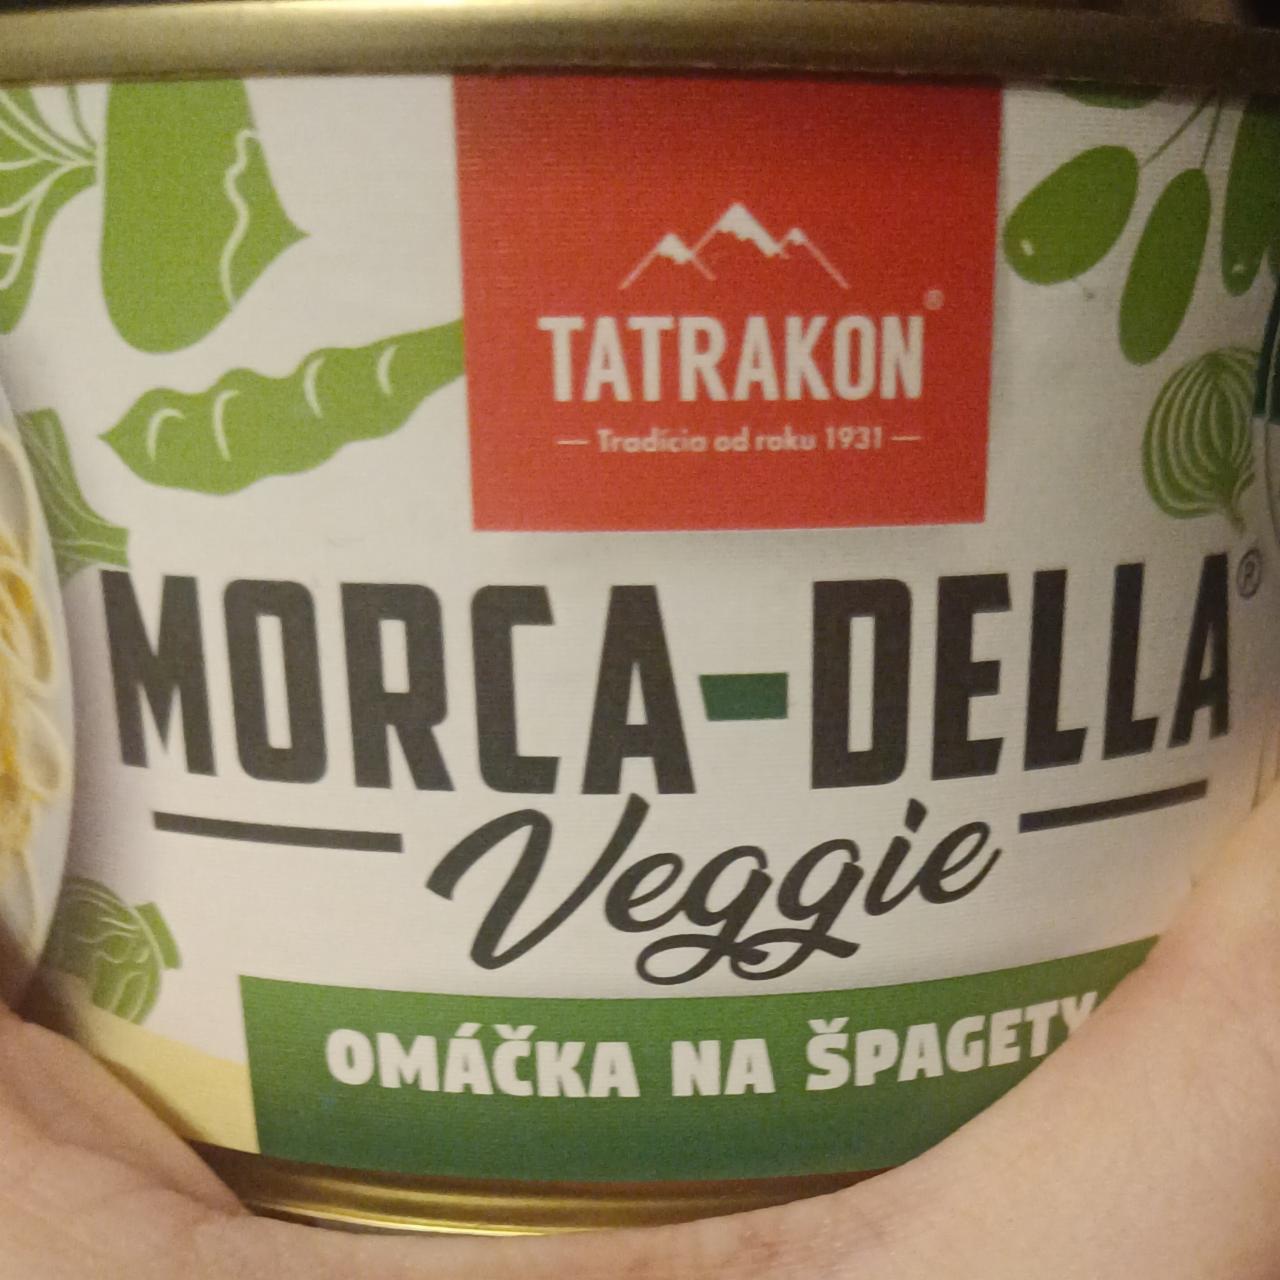 TATRAKON®
— Tradícia od roku 1931 —
MORCA-DELLA®
Veggie
OMÁČKA NA ŠPAGETY